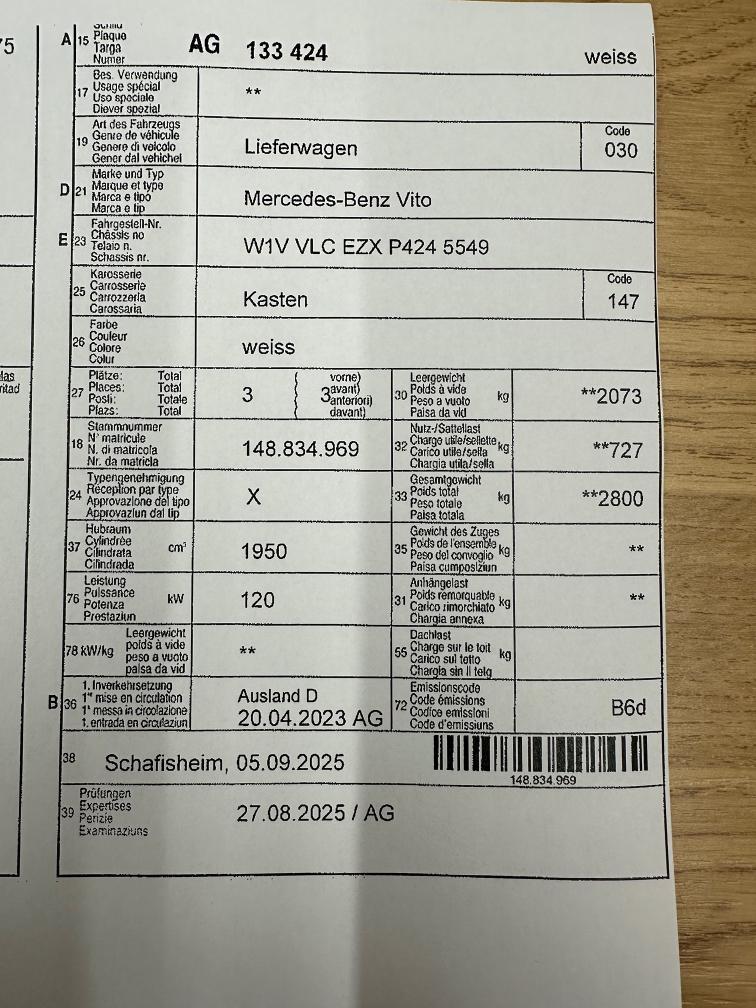 75
A 15 Plaque
Targa
Numer
AG 133 424 weiss
17 Bes. Verwendung
Usage spécial
Uso speciale
Diever spezial
**
19 Art des Fahrzeugs
Genre de véhicule
Genere di veicolo
Gener dal vehichel
Lieferwagen
Code
030
D 21 Marke und Typ
Marque et type
Marca e tipo
Marca e tip
Mercedes-Benz Vito
E 23 Fahrgestell-Nr.
Châssis no
Telaio n.
Schassis nr.
W1V VLC EZX P424 5549
25 Karosserie
Carrosserie
Carrozzeria
Carossaria
Kasten
Code
147
26 Farbe
Couleur
Colore
Colur
weiss
27 Plätze: Total
Places: Total
Posti: Totale
Plazs: Total
3
( 3 vorne)
avant)
anteriori)
davant)
30 Leergewicht
Poids à vide
Peso a vuoto
Paisa da vid
kg
**2073
18 Stammnummer
N° matricule
N. di matricola
Nr. da matricla
148.834.969
32 Nutz-/Sattellast
Charge utile/sellette
Carico utile/sella
Chargia utila/sella
kg
**727
24 Typengenehmigung
Réception par type
Approvazione del tipo
Approvaziun dal tip
X
33 Gesamtgewicht
Poids total
Peso totale
Paisa totala
kg
**2800
37 Hubraum
Cylindrée
Cilindrata
Cilindrada
cm³
1950
35 Gewicht des Zuges
Poids de l'ensemble
Peso del convoglio
Paisa cumposiziun
kg
**
76 Leistung
Puissance
Potenza
Prestaziun
kW
120
31 Anhängelast
Poids remorquable
Carico rimorchiato
Chargia annexa
kg
**
78 kW/kg Leergewicht
poids à vide
peso a vuoto
paisa da vid
**
55 Dachlast
Charge sur le toit
Carico sul tetto
Chargia sin il tetg
kg
B 36 1. Inverkehrsetzung
1re mise en circulation
1a messa in circolazione
1. entrada en circulaziun
Ausland D
20.04.2023 AG
72 Emissionscode
Code émissions
Codice emissioni
Code d'emissiuns
B6d
38 Schafisheim, 05.09.2025
148.834.969
39 Prüfungen
Expertises
Perizie
Examinaziuns
27.08.2025 / AG